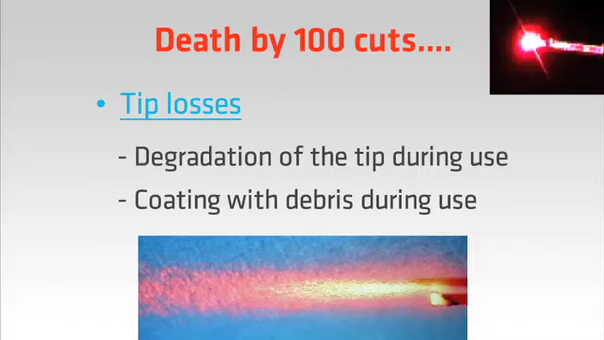 Death by 100 cuts....
• Tip losses
- Degradation of the tip during use
- Coating with debris during use